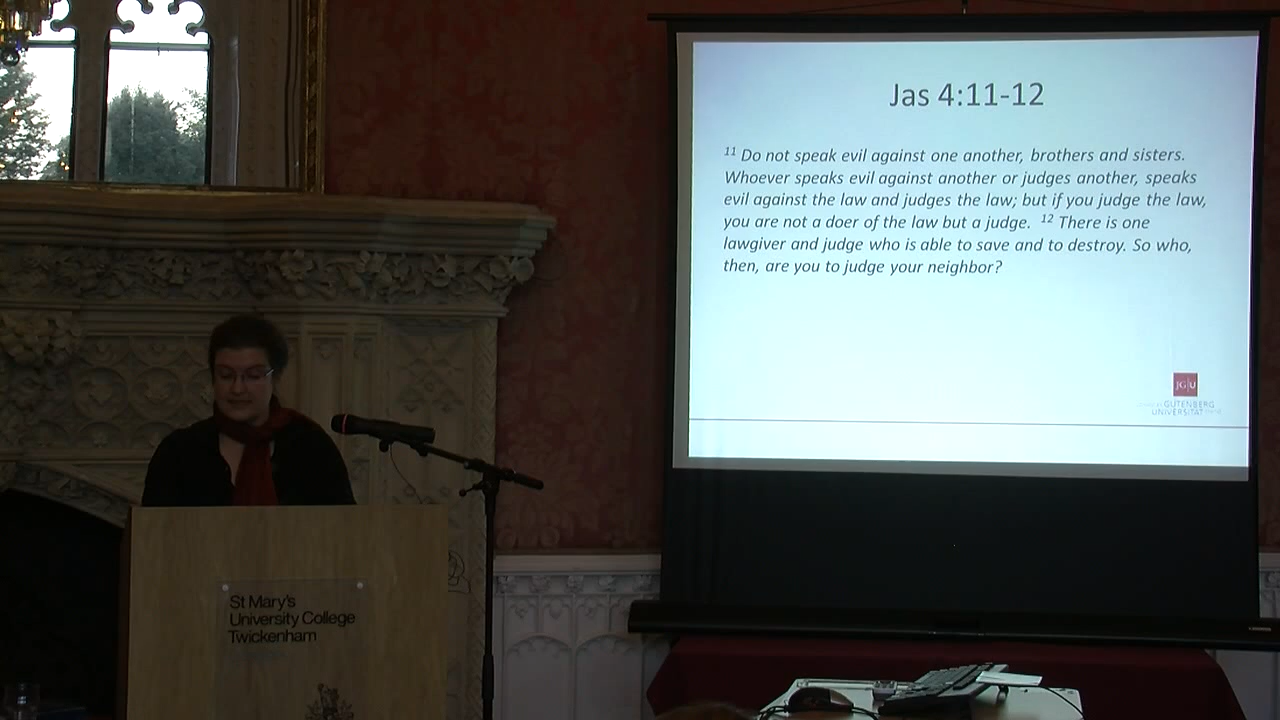 Jas 4:11-12
11 Do not speak evil against one another, brothers and sisters.
Whoever speaks evil against another or judges another, speaks
evil against the law and judges the law; but if you judge the law,
you are not a doer of the law but a judge. 12 There is one
lawgiver and judge who is able to save and to destroy. So who,
then, are you to judge your neighbor?
JG|U
GUTENBERG
UNIVERSITÄT
St Mary's
University College
Twickenham